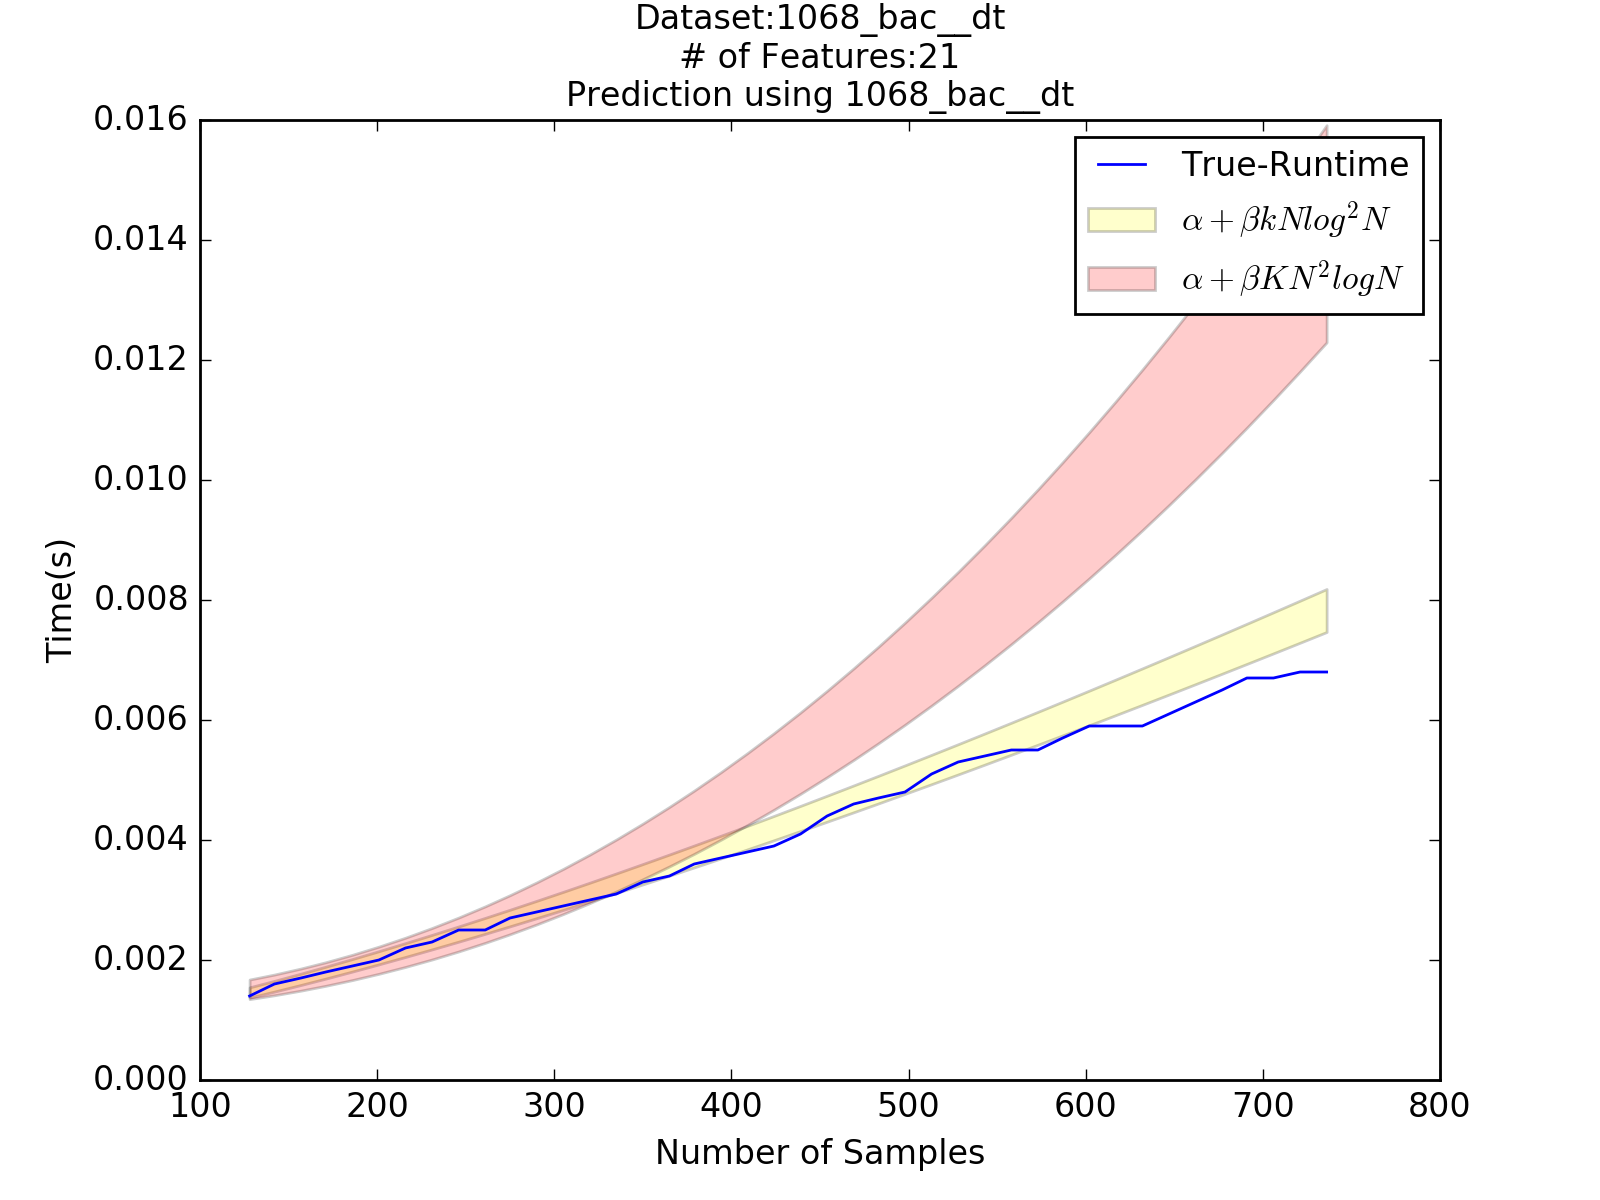 Dataset:1068_bac__dt
# of Features:21
Prediction using 1068_bac__dt
0.016
0.014
0.012
0.010
0.008
0.006
0.004
0.002
0.000
Time(s)
True-Runtime
α + βkNlog²N
α + βKN²logN
100 200 300 400 500 600 700 800
Number of Samples